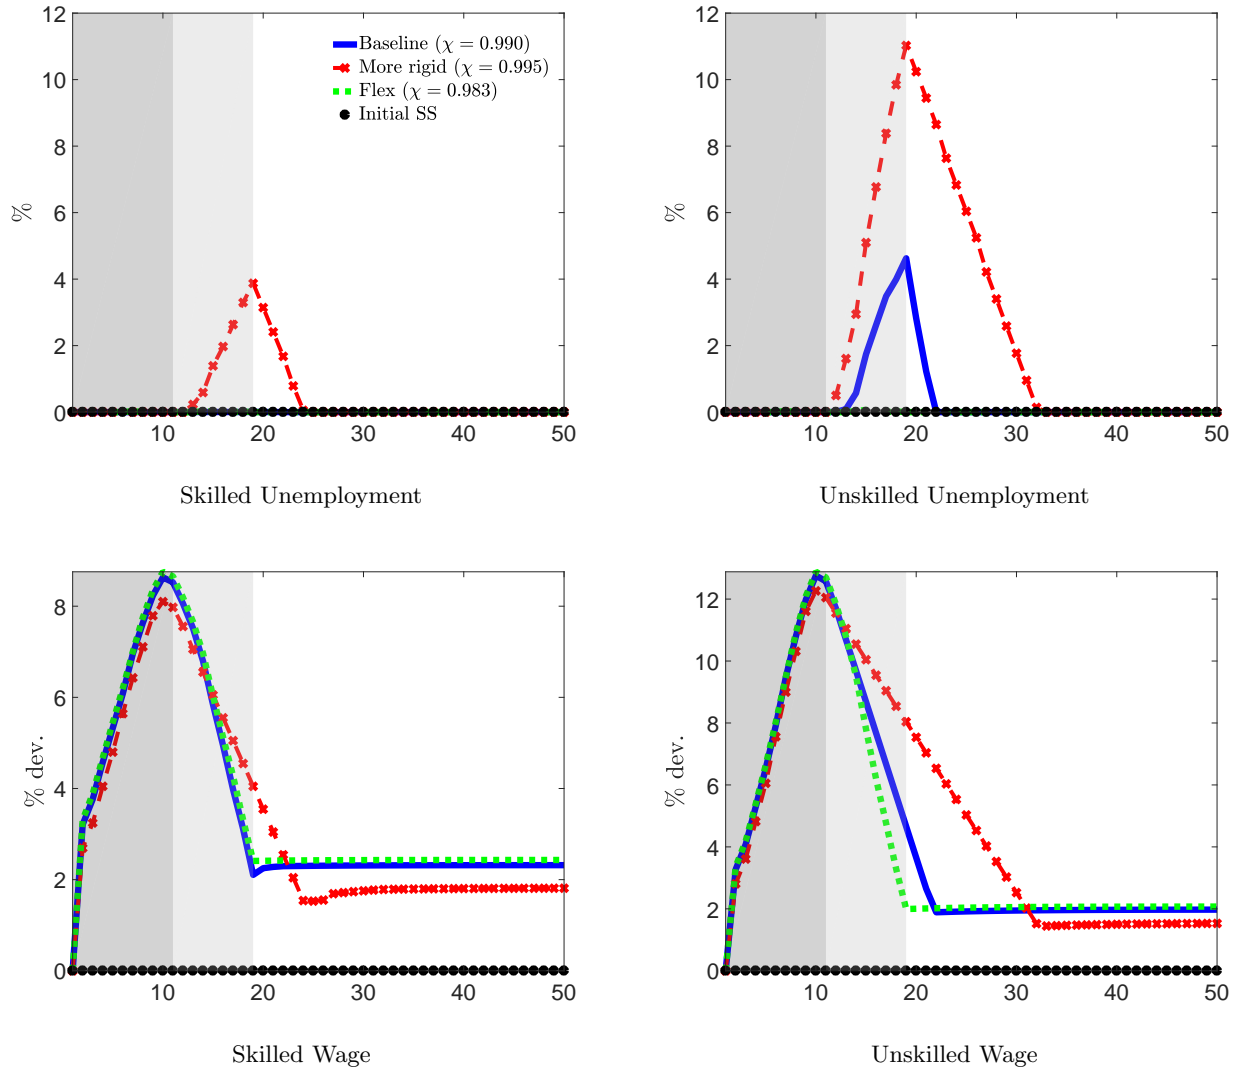 12
10
8
6
4
2
0
%
10 20 30 40 50
Baseline (χ = 0.990)
More rigid (χ = 0.995)
Flex (χ = 0.983)
Initial SS
Skilled Unemployment
12
10
8
6
4
2
0
%
10 20 30 40 50
Unskilled Unemployment
8
6
4
2
0
% dev.
10 20 30 40 50
Skilled Wage
12
10
8
6
4
2
0
% dev.
10 20 30 40 50
Unskilled Wage